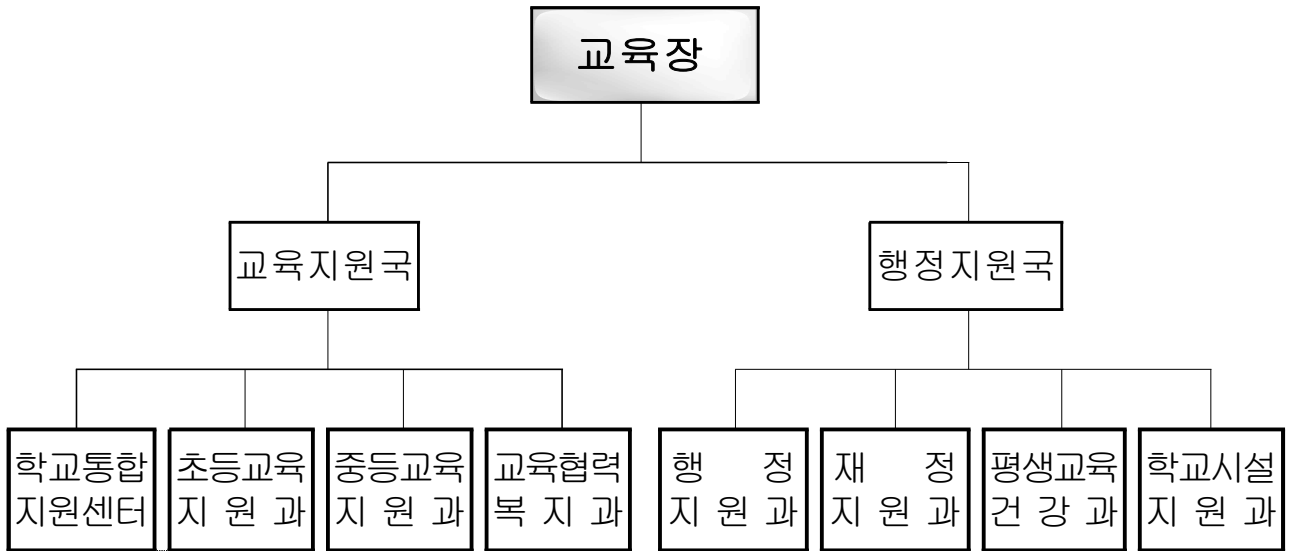 교육장
교육지원국
행정지원국
학교통합
지원센터
초등교육
지 원 과
중등교육
지 원 과
교육협력
복 지 과
행 정
지 원 과
재 정
지 원 과
평생교육
건 강 과
학교시설
지 원 과